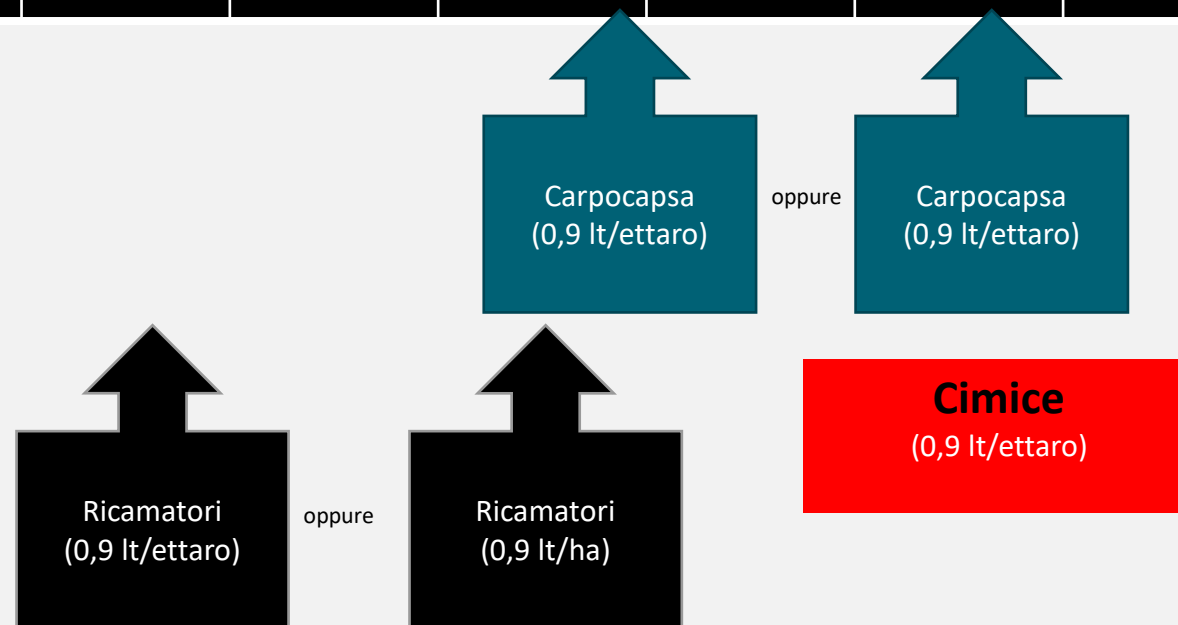 Carpocapsa
(0,9 lt/ettaro)
oppure
Carpocapsa
(0,9 lt/ettaro)
Cimice
(0,9 lt/ettaro)
Ricamatori
(0,9 lt/ettaro)
oppure
Ricamatori
(0,9 lt/ha)